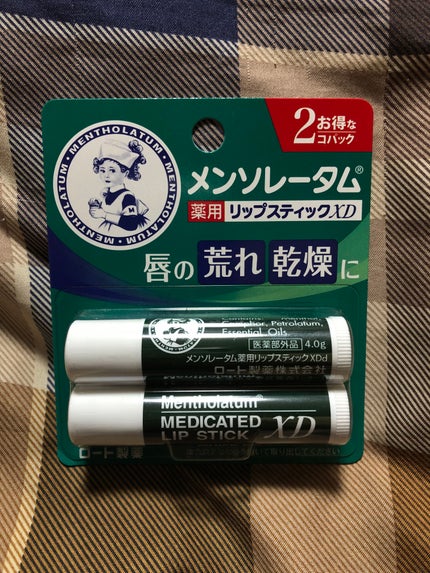 MENTHOLATUM・MENTHOLATUM・MENTHOLATUM・MENTHOLATUM・
2お得な
コパック
メンソレータム®
薬用 リップスティックXD
唇の荒れ乾燥に
Camphor, Petrolatum,
Essential Oils
医薬部外品 4.0g
メンソレータム薬用リップスティックXDd
ロート製薬株式会社
Mentholatum®
MEDICATED
LIP STICK XD
ロート製薬